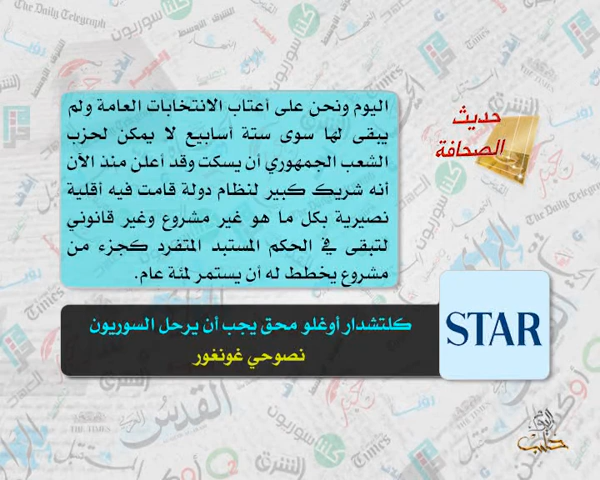 حديث
الصحافة
اليوم ونحن على أعتاب الانتخابات العامة ولم
يبقى لها سوى ستة أسابيع لا يمكن لحزب
الشعب الجمهوري أن يسكت وقد أعلن منذ الآن
أنه شريك كبير لنظام دولة قامت فيه أقلية
نصيرية بكل ما هو غير مشروع وغير قانوني
لتبقى في الحكم المستبد المتفرد كجزء من
مشروع يخطط له أن يستمر لمئة عام.
STAR
كلتشدار أوغلو محق يجب أن يرحل السوريون
نصوحي غونغور